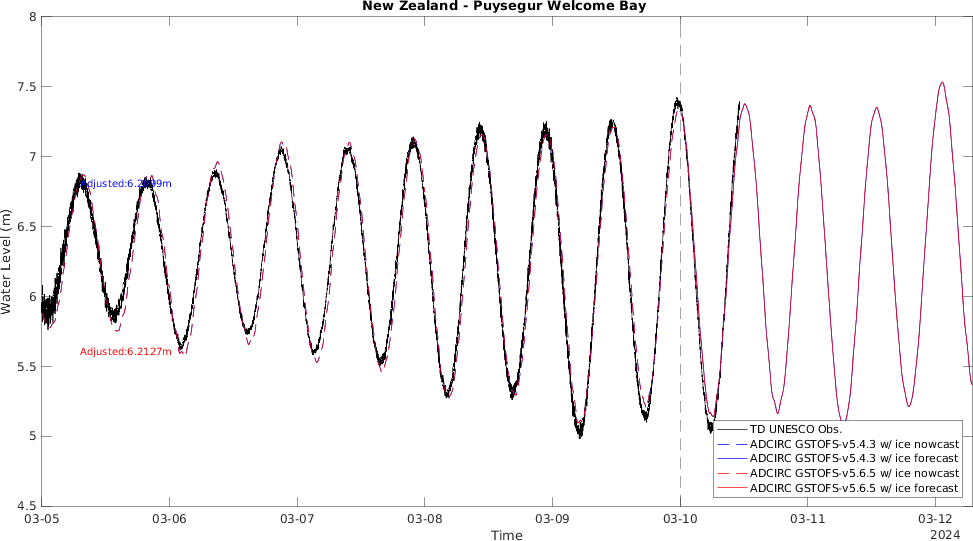 New Zealand - Puysegur Welcome Bay
8
7.5
7
6.5
6
5.5
5
4.5
Water Level (m)
Adjusted:6.2127m
03-05
03-06
03-07
03-08
03-09
03-10
03-11
03-12
2024
Time
TD UNESCO Obs.
ADCIRC GSTOFS-v5.4.3 w/ ice nowcast
ADCIRC GSTOFS-v5.4.3 w/ ice forecast
ADCIRC GSTOFS-v5.6.5 w/ ice nowcast
ADCIRC GSTOFS-v5.6.5 w/ ice forecast